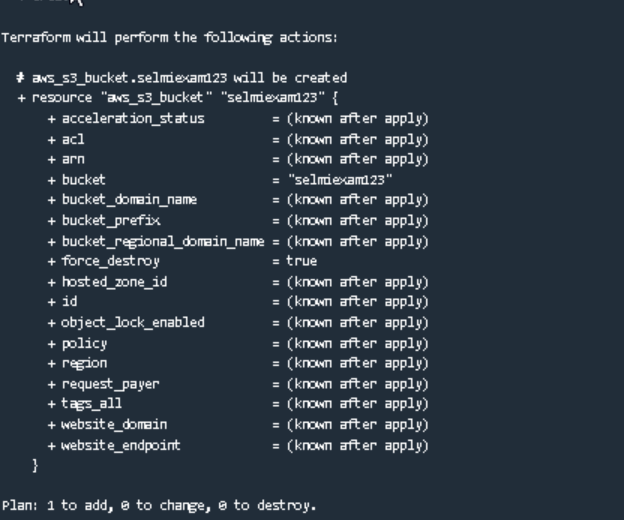 Terraform will perform the following actions:
# aws_s3_bucket.selmiexam123 will be created
+ resource "aws_s3_bucket" "selmiexam123" {
+ acceleration_status = (known after apply)
+ acl = (known after apply)
+ arn = (known after apply)
+ bucket = "selmiexam123"
+ bucket_domain_name = (known after apply)
+ bucket_prefix = (known after apply)
+ bucket_regional_domain_name = (known after apply)
+ force_destroy = true
+ hosted_zone_id = (known after apply)
+ id = (known after apply)
+ object_lock_enabled = (known after apply)
+ policy = (known after apply)
+ region = (known after apply)
+ request_payer = (known after apply)
+ tags_all = (known after apply)
+ website_domain = (known after apply)
+ website_endpoint = (known after apply)
}
Plan: 1 to add, 0 to change, 0 to destroy.